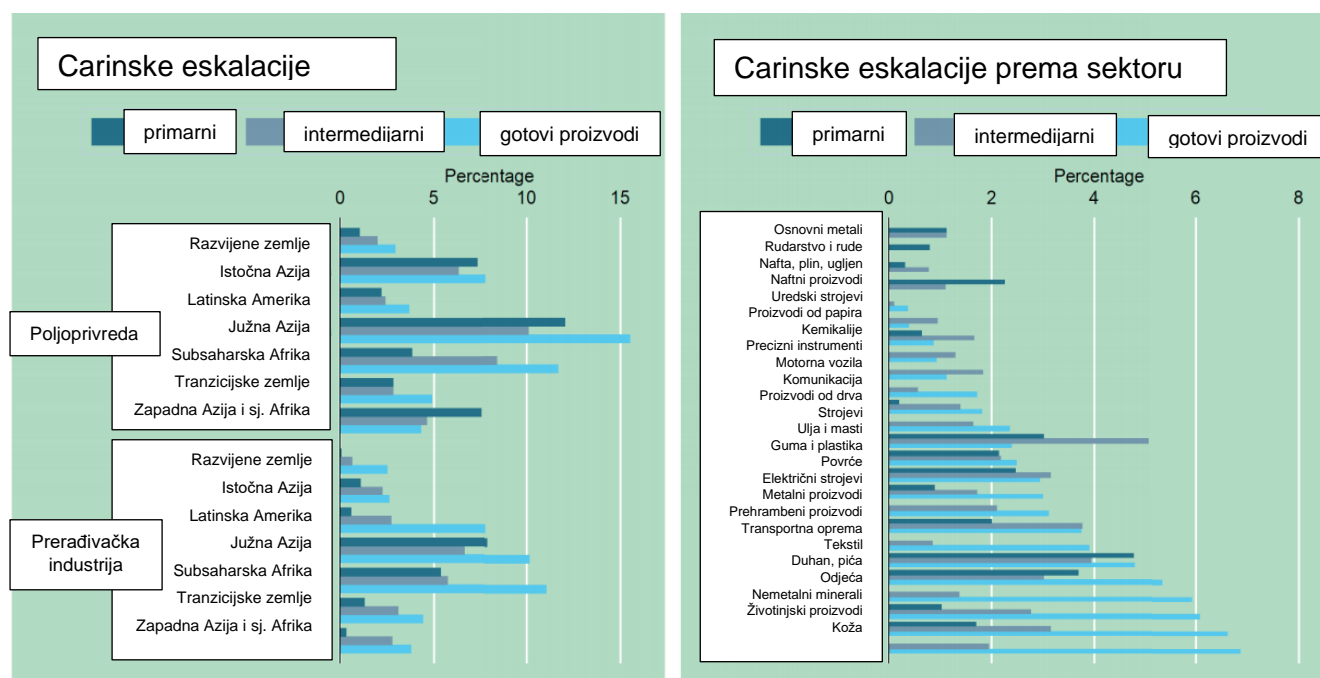 Carinske eskalacije
primarni
intermedijarni
gotovi proizvodi
Percentage
0 5 10 15
Poljoprivreda
Razvijene zemlje
Istočna Azija
Latinska Amerika
Južna Azija
Subsaharska Afrika
Tranzicijske zemlje
Zapadna Azija i sj. Afrika
Prerađivačka
industrija
Razvijene zemlje
Istočna Azija
Latinska Amerika
Južna Azija
Subsaharska Afrika
Tranzicijske zemlje
Zapadna Azija i sj. Afrika
Carinske eskalacije prema sektoru
primarni
intermedijarni
gotovi proizvodi
Percentage
0 2 4 6 8
Osnovni metali
Rudarstvo i rude
Nafta, plin, ugljen
Naftni proizvodi
Uredski strojevi
Proizvodi od papira
Kemikalije
Precizni instrumenti
Motorna vozila
Komunikacija
Proizvodi od drva
Strojevi
Ulja i masti
Guma i plastika
Povrće
Električni strojevi
Metalni proizvodi
Prehrambeni proizvodi
Transportna oprema
Tekstil
Duhan, pića
Odjeća
Nemetalni minerali
Životinjski proizvodi
Koža